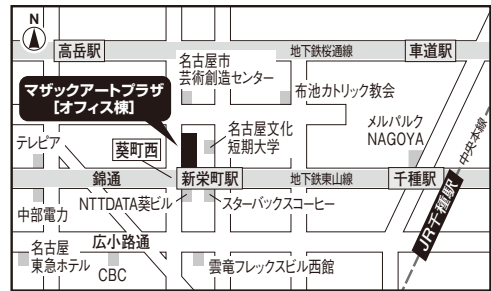 N
高岳駅
地下鉄桜通線
車道駅
名古屋市
芸術創造センター
マザックアートプラザ
[オフィス棟]
布池カトリック教会
メルパルク
NAGOYA
中央本線
名古屋文化
短期大学
テレピア
葵町西
錦通
新栄町駅
地下鉄東山線
千種駅
NTTDATA葵ビル
スターバックスコーヒー
中部電力
JR千種駅
広小路通
名古屋
東急ホテル
CBC
雲竜フレックスビル西館